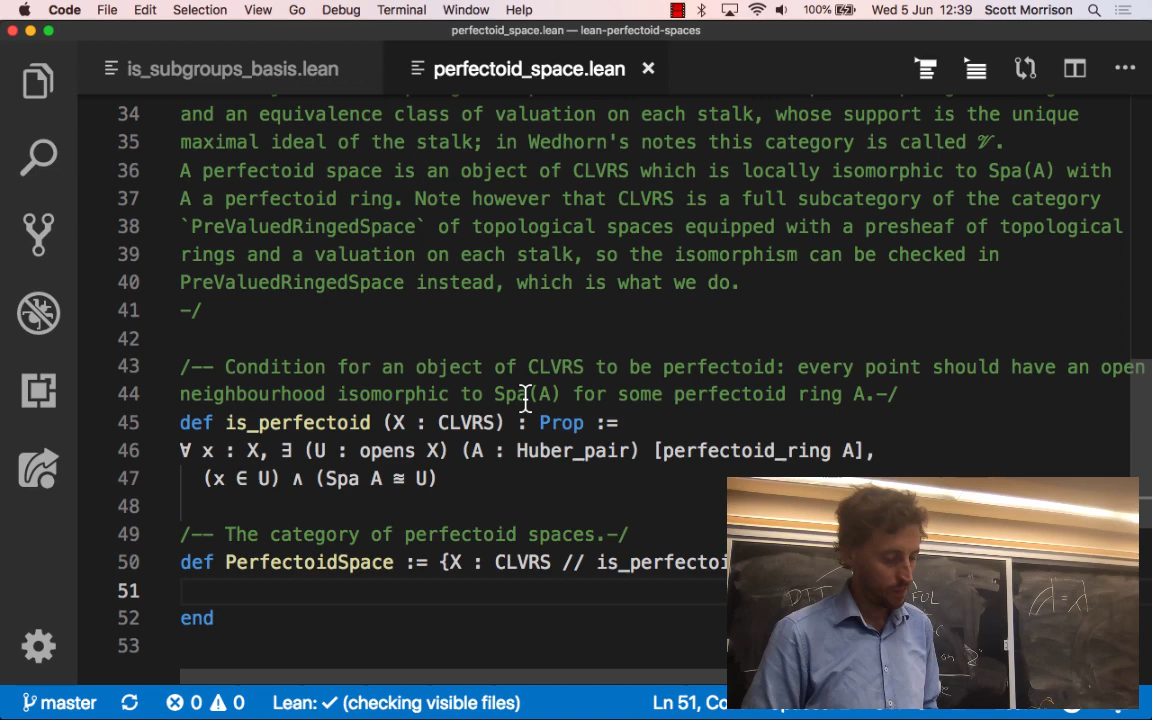 Code File Edit Selection View Go Debug Terminal Window Help 100% Wed 5 Jun 12:39 Scott Morrison
perfectoid_space.lean — lean-perfectoid-spaces
is_subgroups_basis.lean perfectoid_space.lean
34 and an equivalence class of valuation on each stalk, whose support is the unique
35 maximal ideal of the stalk; in Wedhorn's notes this category is called 𝒱.
36 A perfectoid space is an object of CLVRS which is locally isomorphic to Spa(A) with
37 A a perfectoid ring. Note however that CLVRS is a full subcategory of the category
38 `PreValuedRingedSpace` of topological spaces equipped with a presheaf of topological
39 rings and a valuation on each stalk, so the isomorphism can be checked in
40 PreValuedRingedSpace instead, which is what we do.
41 -/
42
43 /-- Condition for an object of CLVRS to be perfectoid: every point should have an open
44 neighbourhood isomorphic to Spa(A) for some perfectoid ring A.-/
45 def is_perfectoid (X : CLVRS) : Prop :=
46 ∀ x : X, ∃ (U : opens X) (A : Huber_pair) [perfectoid_ring A],
47 (x ∈ U) ∧ (Spa A ≊ U)
48
49 /-- The category of perfectoid spaces.-/
50 def PerfectoidSpace := {X : CLVRS // is_perfectoi
51
52 end
53
DTT FOL
master 0 0 Lean: ✓ (checking visible files) Ln 51, Co